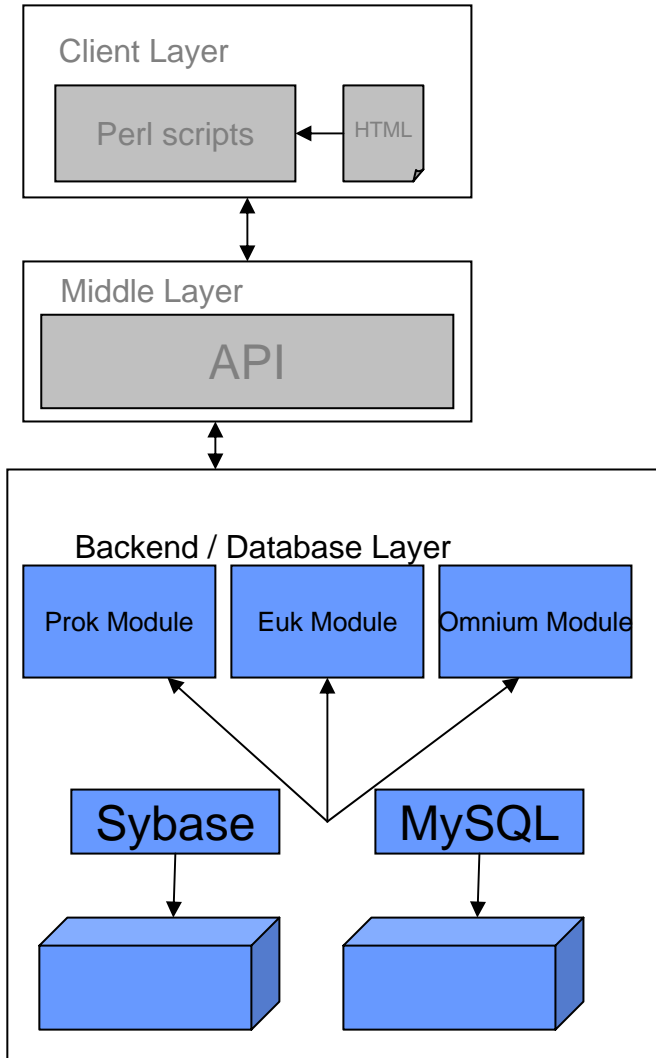 Client Layer
Perl scripts
HTML
Middle Layer
API
Backend / Database Layer
Prok Module
Euk Module
Omnium Module
Sybase
MySQL